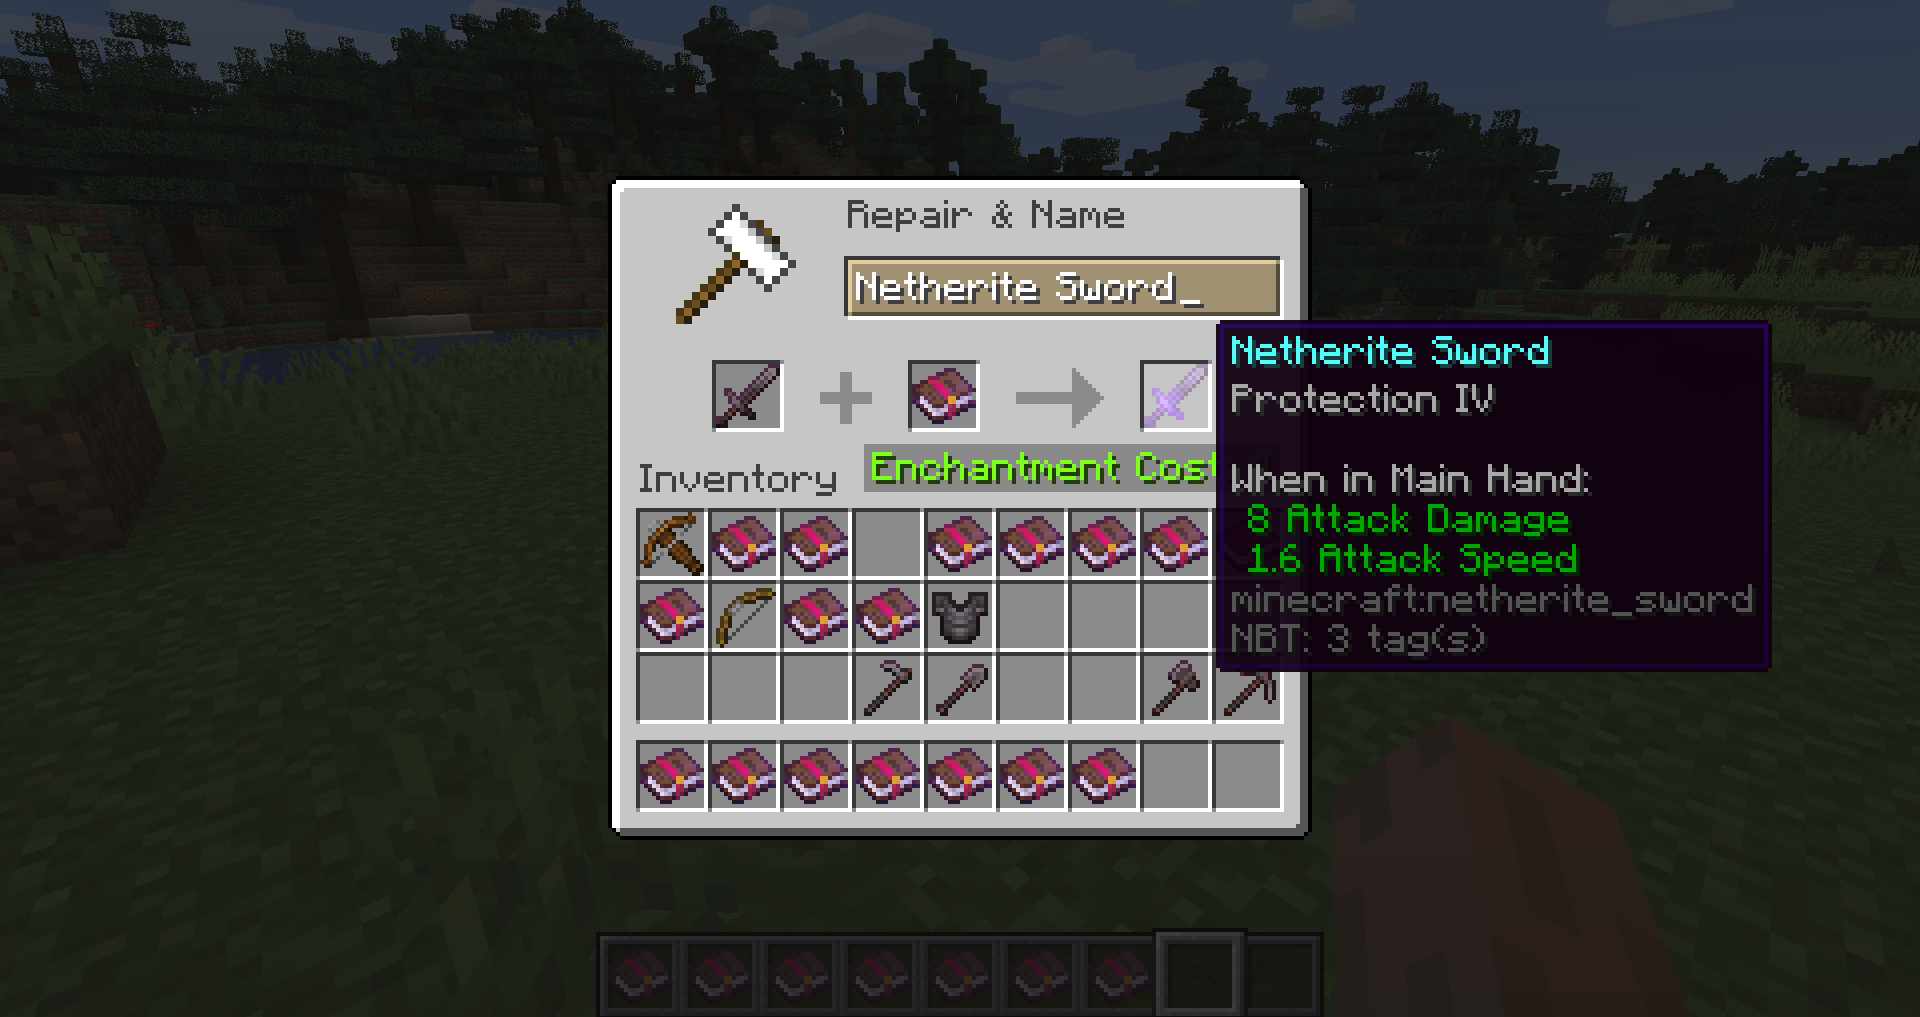 Repair & Name
Netherite Sword_
Netherite Sword
Protection IV
Enchantment Cost
Inventory
When in Main Hand:
8 Attack Damage
1.6 Attack Speed
minecraft:netherite_sword
NBT: 3 tag(s)